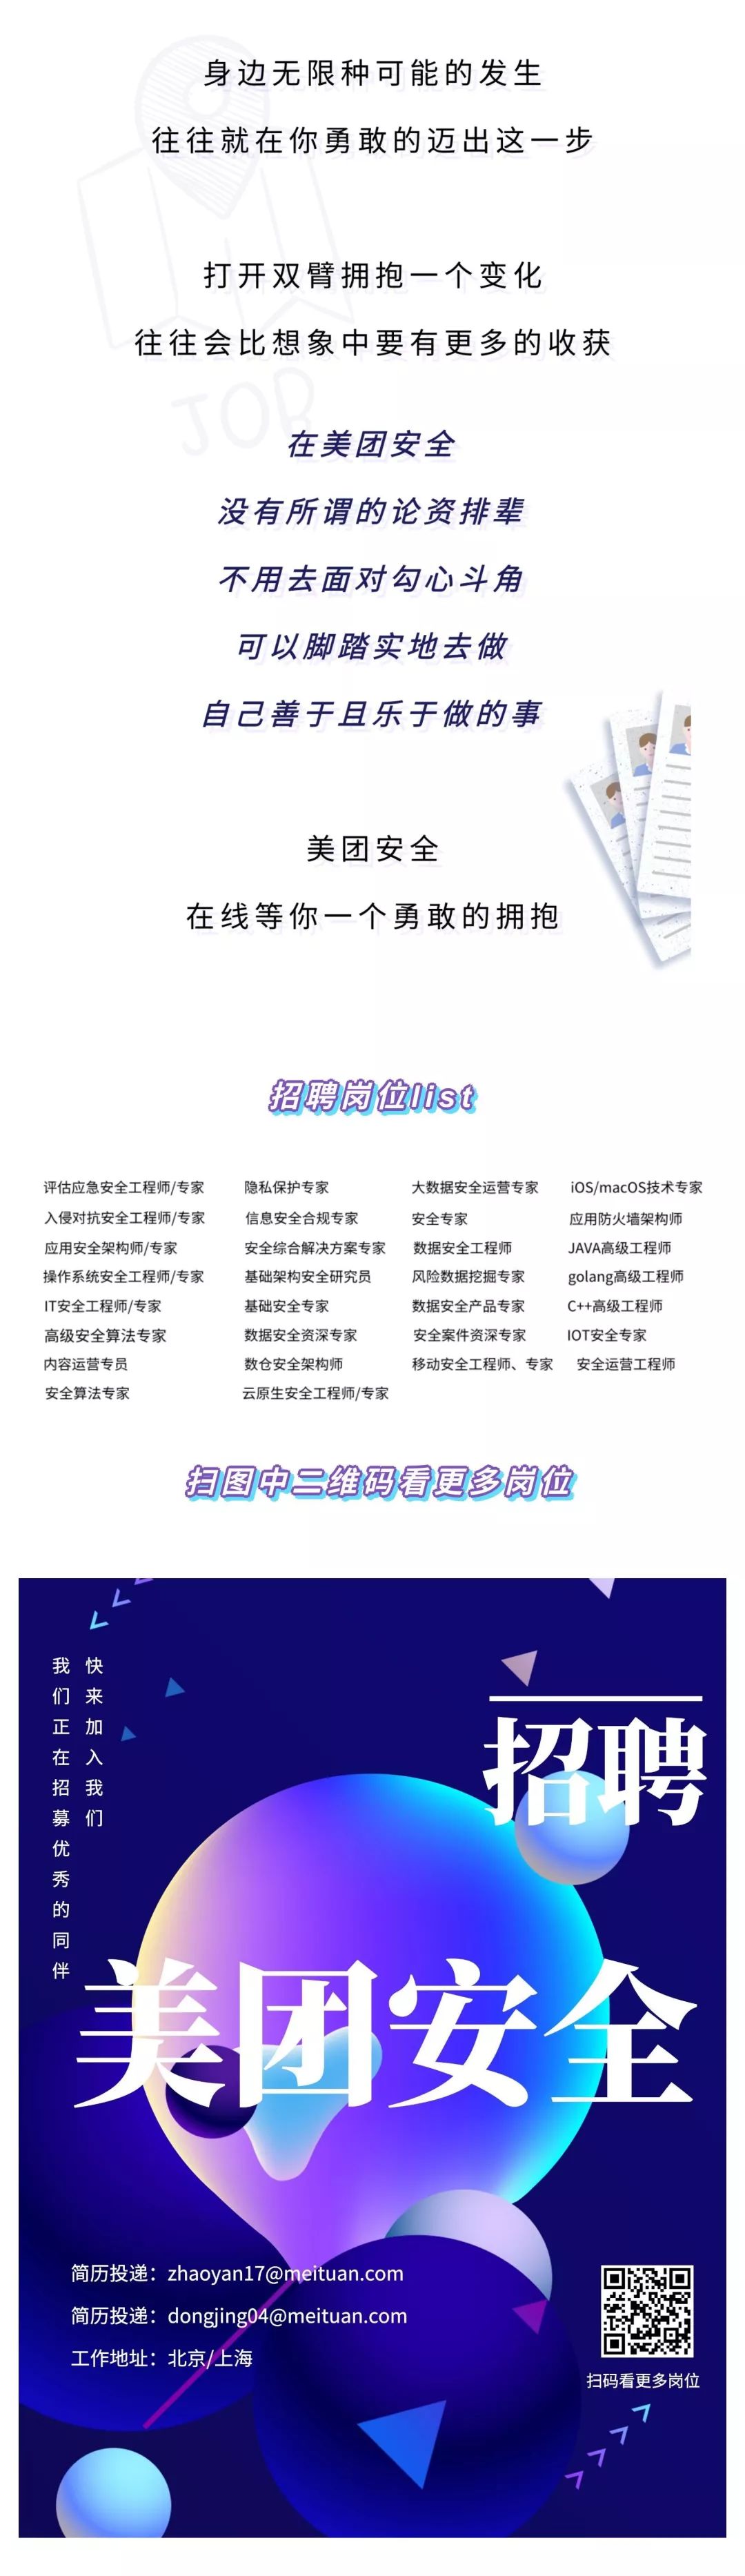 身边无限种可能的发生
往往就在你勇敢的迈出这一步
打开双臂拥抱一个变化
往往会比想象中要有更多的收获
JOB
在美团安全
没有所谓的论资排辈
不用去面对勾心斗角
可以脚踏实地去做
自己善于且乐于做的事
美团安全
在线等你一个勇敢的拥抱
招聘岗位list
评估应急安全工程师/专家 隐私保护专家 大数据安全运营专家 iOS/macOS技术专家
入侵对抗安全工程师/专家 信息安全合规专家 安全专家 应用防火墙架构师
应用安全架构师/专家 安全综合解决方案专家 数据安全工程师 JAVA高级工程师
操作系统安全工程师/专家 基础架构安全研究员 风险数据挖掘专家 golang高级工程师
IT安全工程师/专家 基础安全专家 数据安全产品专家 C++高级工程师
高级安全算法专家 数据安全资深专家 安全案件资深专家 IOT安全专家
内容运营专员 数仓安全架构师 移动安全工程师、专家 安全运营工程师
安全算法专家 云原生安全工程师/专家
扫图中二维码看更多岗位
我们正在招募优秀的同伴
快来加入我们
招聘
美团安全
简历投递：zhaoyan17@meituan.com
简历投递：dongjing04@meituan.com
工作地址：北京/上海
扫码看更多岗位